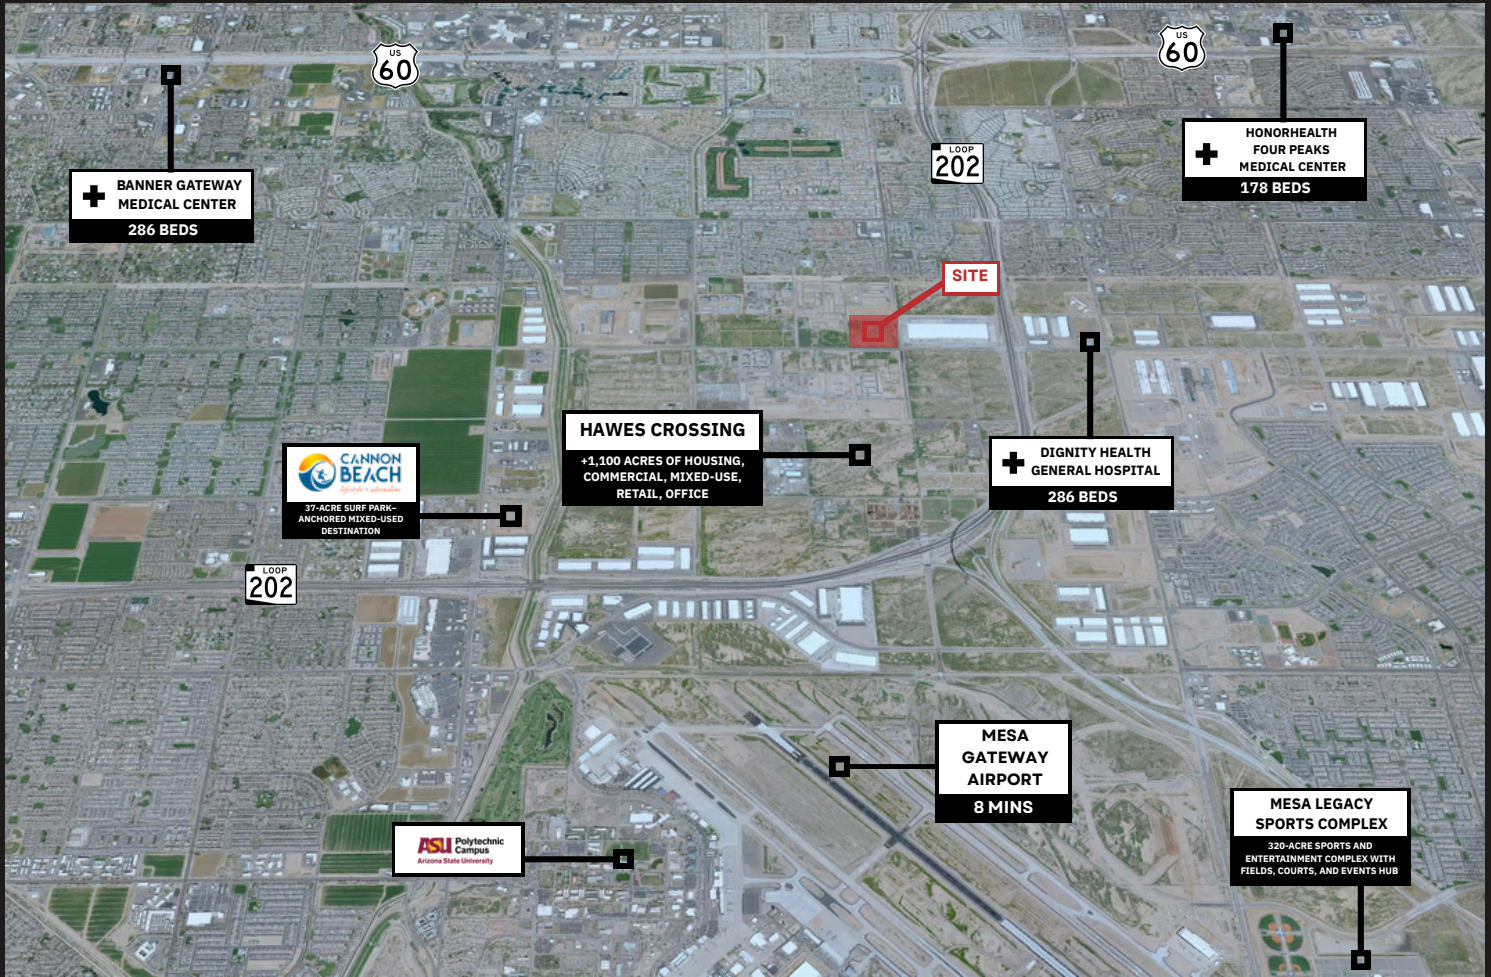 US
60
US
60
HONORHEALTH
FOUR PEAKS
MEDICAL CENTER
178 BEDS
LOOP
202
BANNER GATEWAY
MEDICAL CENTER
286 BEDS
SITE
HAWES CROSSING
+1,100 ACRES OF HOUSING,
COMMERCIAL, MIXED-USE,
RETAIL, OFFICE
DIGNITY HEALTH
GENERAL HOSPITAL
286 BEDS
CANNON
BEACH
lifestyle + adrenaline
37-ACRE SURF PARK–
ANCHORED MIXED-USED
DESTINATION
LOOP
202
MESA
GATEWAY
AIRPORT
8 MINS
MESA LEGACY
SPORTS COMPLEX
320-ACRE SPORTS AND
ENTERTAINMENT COMPLEX WITH
FIELDS, COURTS, AND EVENTS HUB
ASU Polytechnic
Campus
Arizona State University